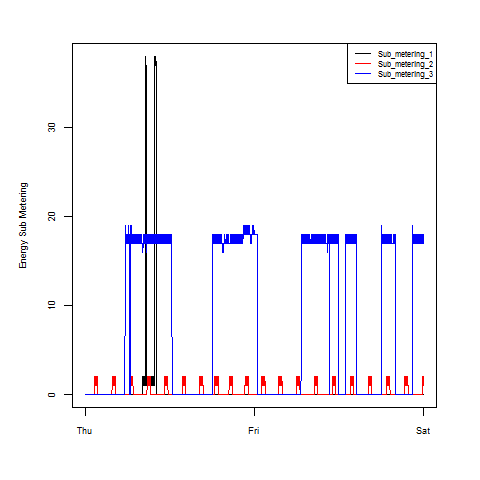 Sub_metering_1
Sub_metering_2
Sub_metering_3
Energy Sub Metering
30
20
10
0
Thu
Fri
Sat